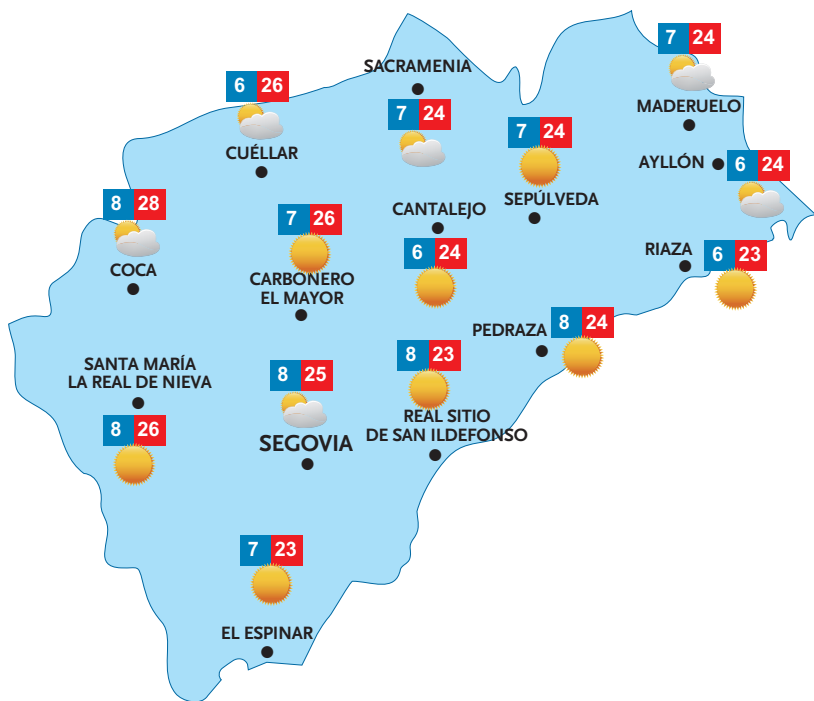 7 24
MADERUELO
SACRAMENIA
7 24
6 26
CUÉLLAR
7 24
SEPÚLVEDA
AYLLÓN
6 24
8 28
COCA
7 26
CARBONERO
EL MAYOR
CANTALEJO
6 24
RIAZA
6 23
PEDRAZA
8 24
SANTA MARÍA
LA REAL DE NIEVA
8 26
8 25
SEGOVIA
8 23
REAL SITIO
DE SAN ILDEFONSO
7 23
EL ESPINAR